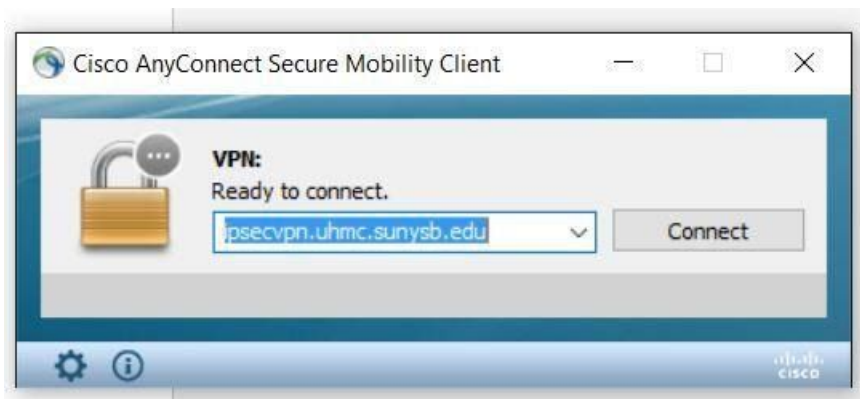 Cisco AnyConnect Secure Mobility Client
VPN:
Ready to connect.
ipsecvpn.uhmc.sunysb.edu
Connect
cisco